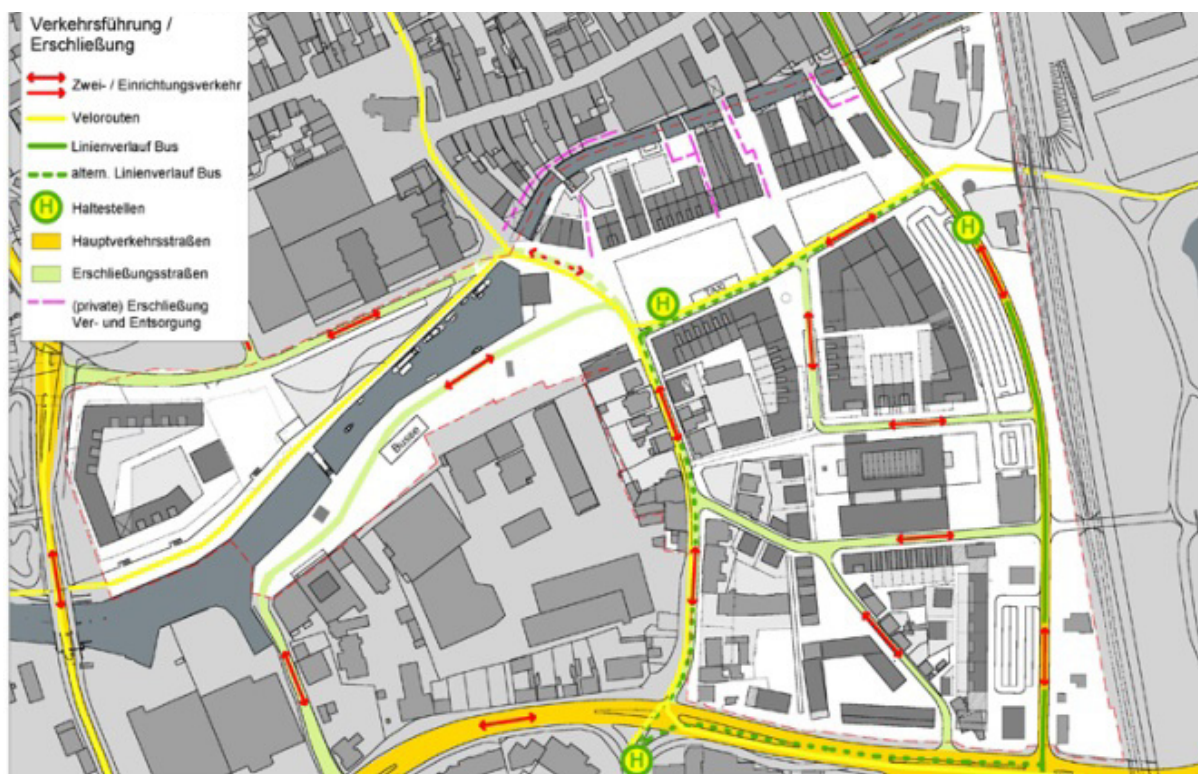 Verkehrsführung /
Erschließung
Zwei- / Einrichtungsverkehr
Velorouten
Linienverlauf Bus
altern. Linienverlauf Bus
H
Haltestellen
Hauptverkehrsstraßen
Erschließungsstraßen
(private) Erschließung
Ver- und Entsorgung
H
H
TAXI
Busse
H